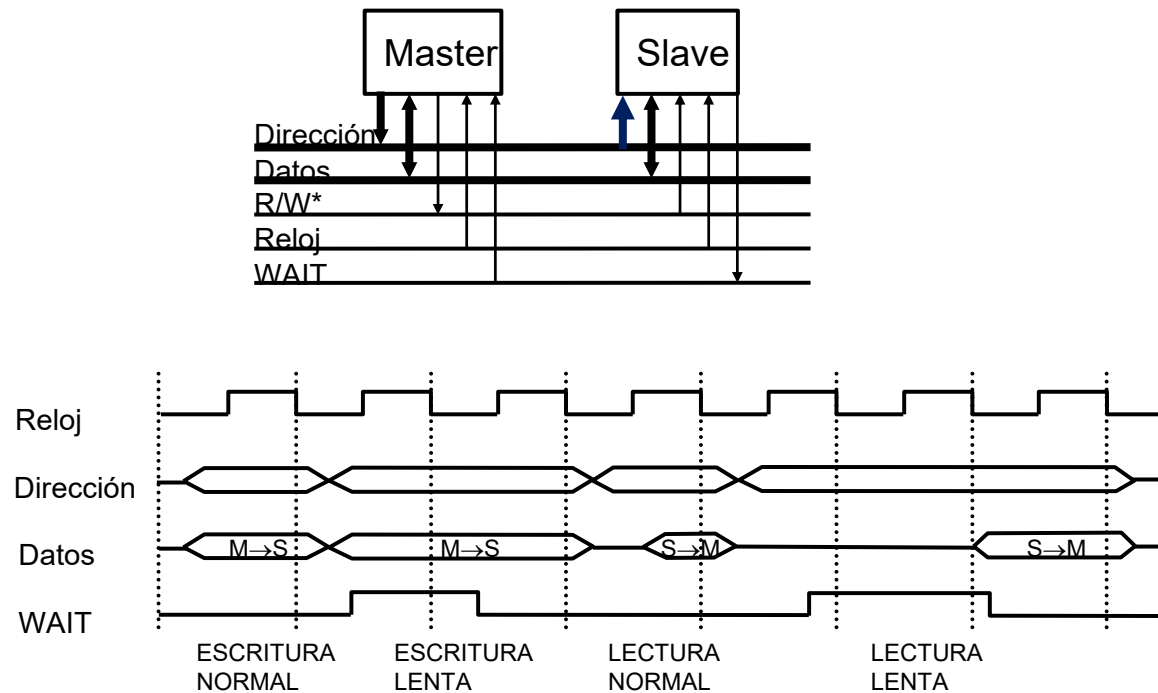 Master Slave
Dirección
Datos
R/W*
Reloj
WAIT
Reloj
Dirección
Datos M→S M→S S→M S→M
WAIT
ESCRITURA ESCRITURA LECTURA LECTURA
NORMAL LENTA NORMAL LENTA